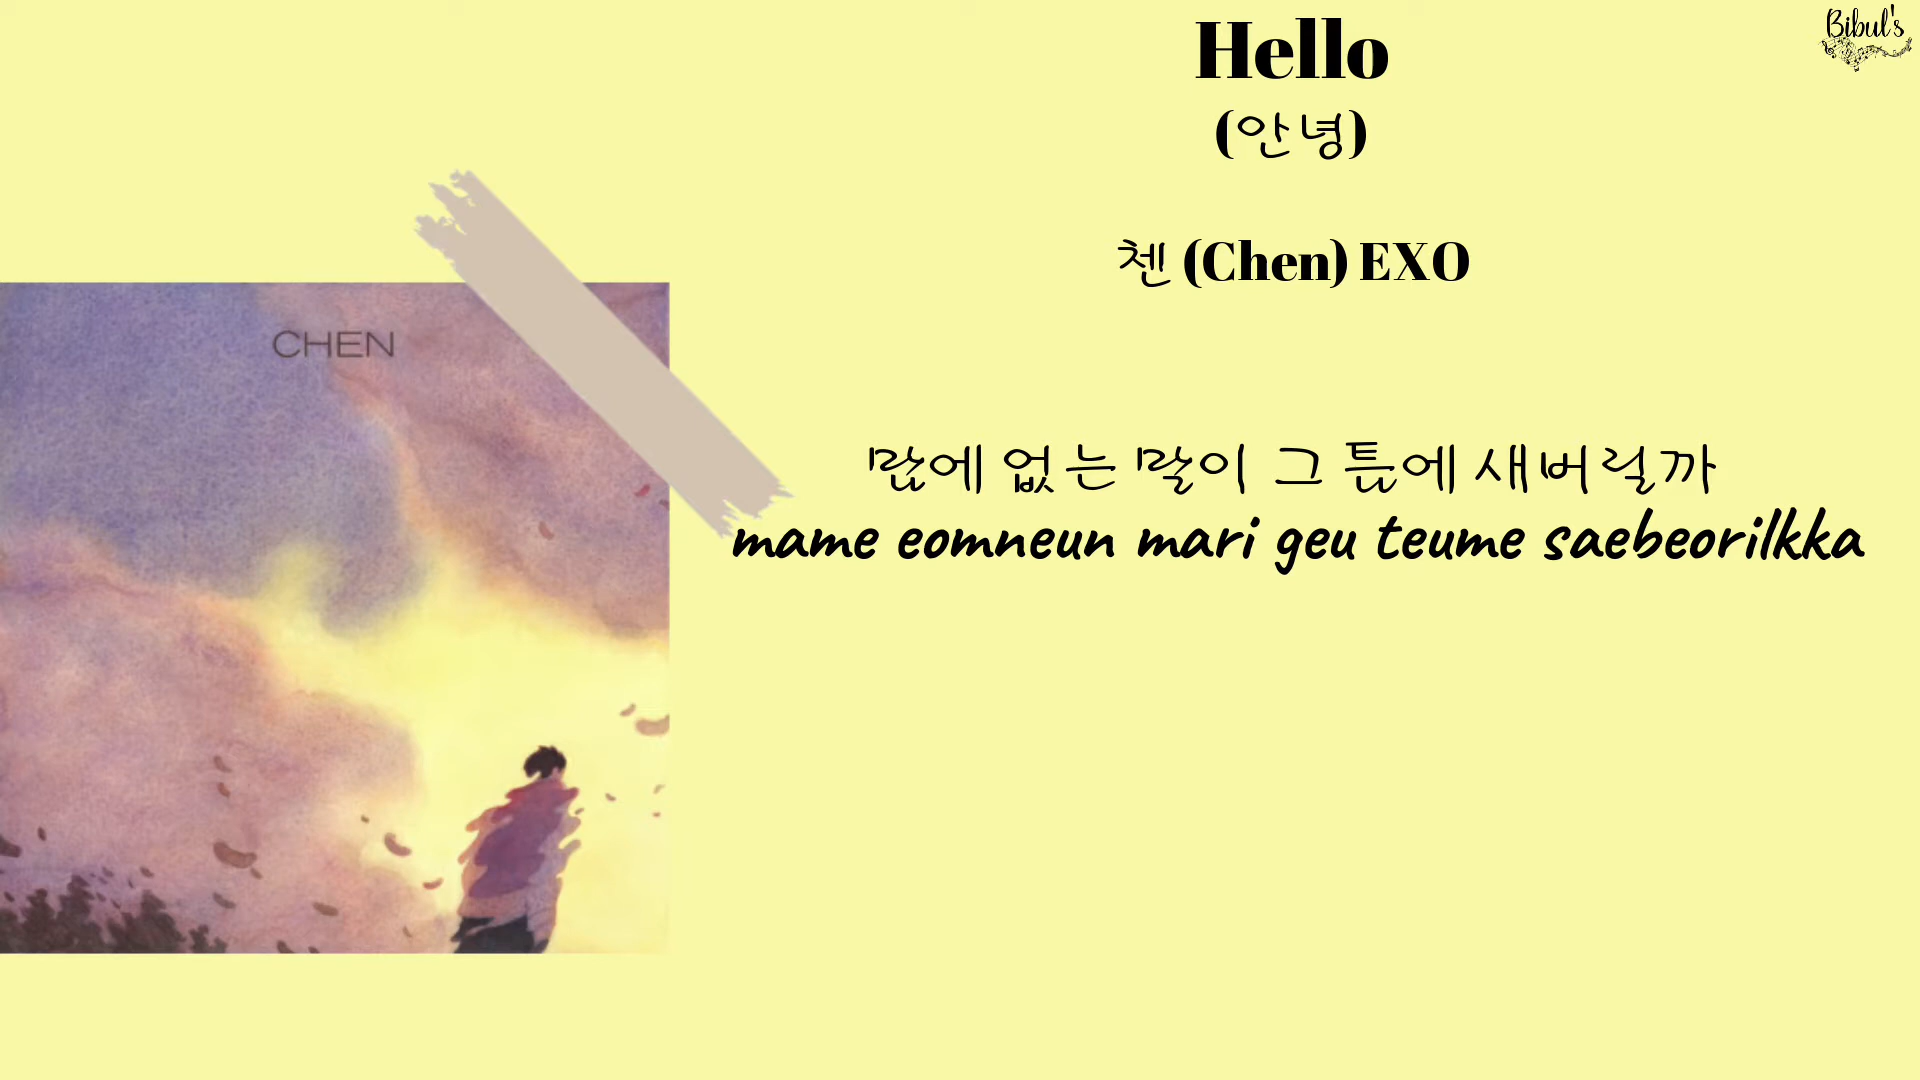 Hello
(안녕)
첸 (Chen) EXO
맘에 없는 말이 그 틈에 새버릴까
mame eomneun mari geu teume saebeorilkka
CHEN
Bibul's